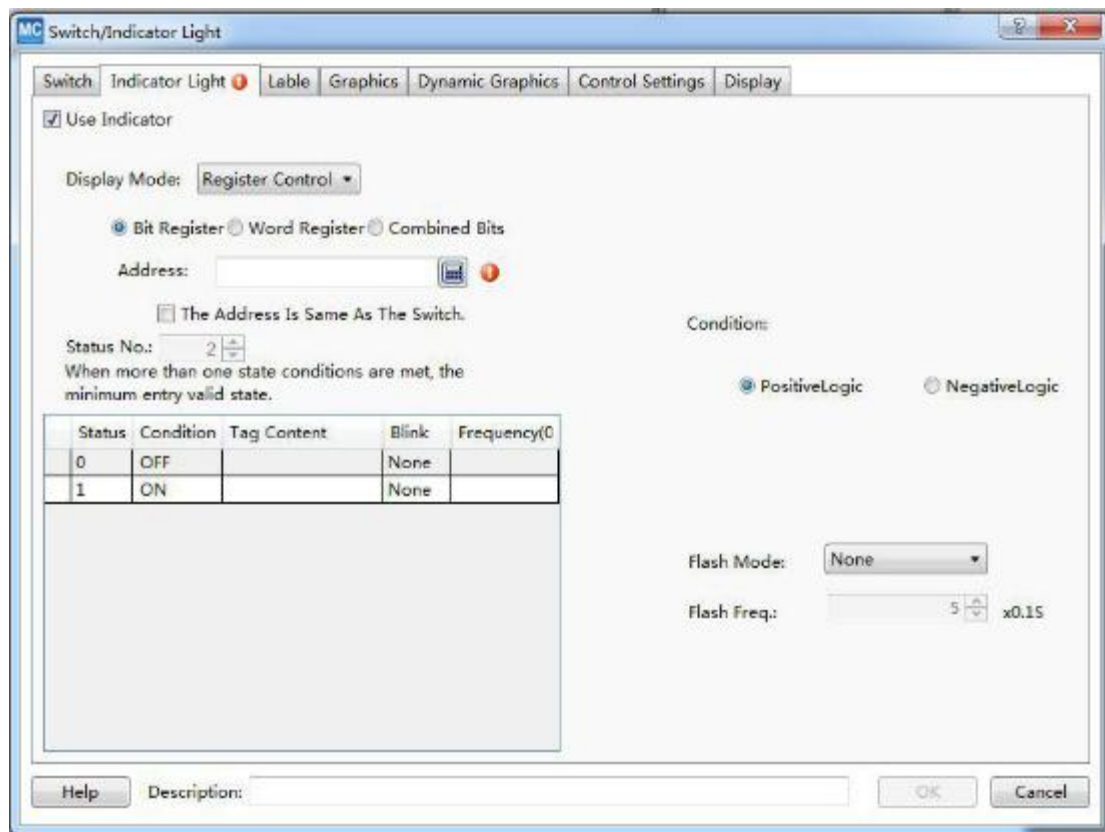 MC Switch/Indicator Light
Switch Indicator Light Lable Graphics Dynamic Graphics Control Settings Display
Use Indicator
Display Mode: Register Control
Bit Register Word Register Combined Bits
Address:
The Address Is Same As The Switch.
Condition:
Status No.: 2
When more than one state conditions are met, the
minimum entry valid state.
PositiveLogic NegativeLogic
Status Condition Tag Content Blink Frequency(0
0 OFF None
1 ON None
Flash Mode: None
Flash Freq.: 5 x0.1S
Help Description: OK Cancel